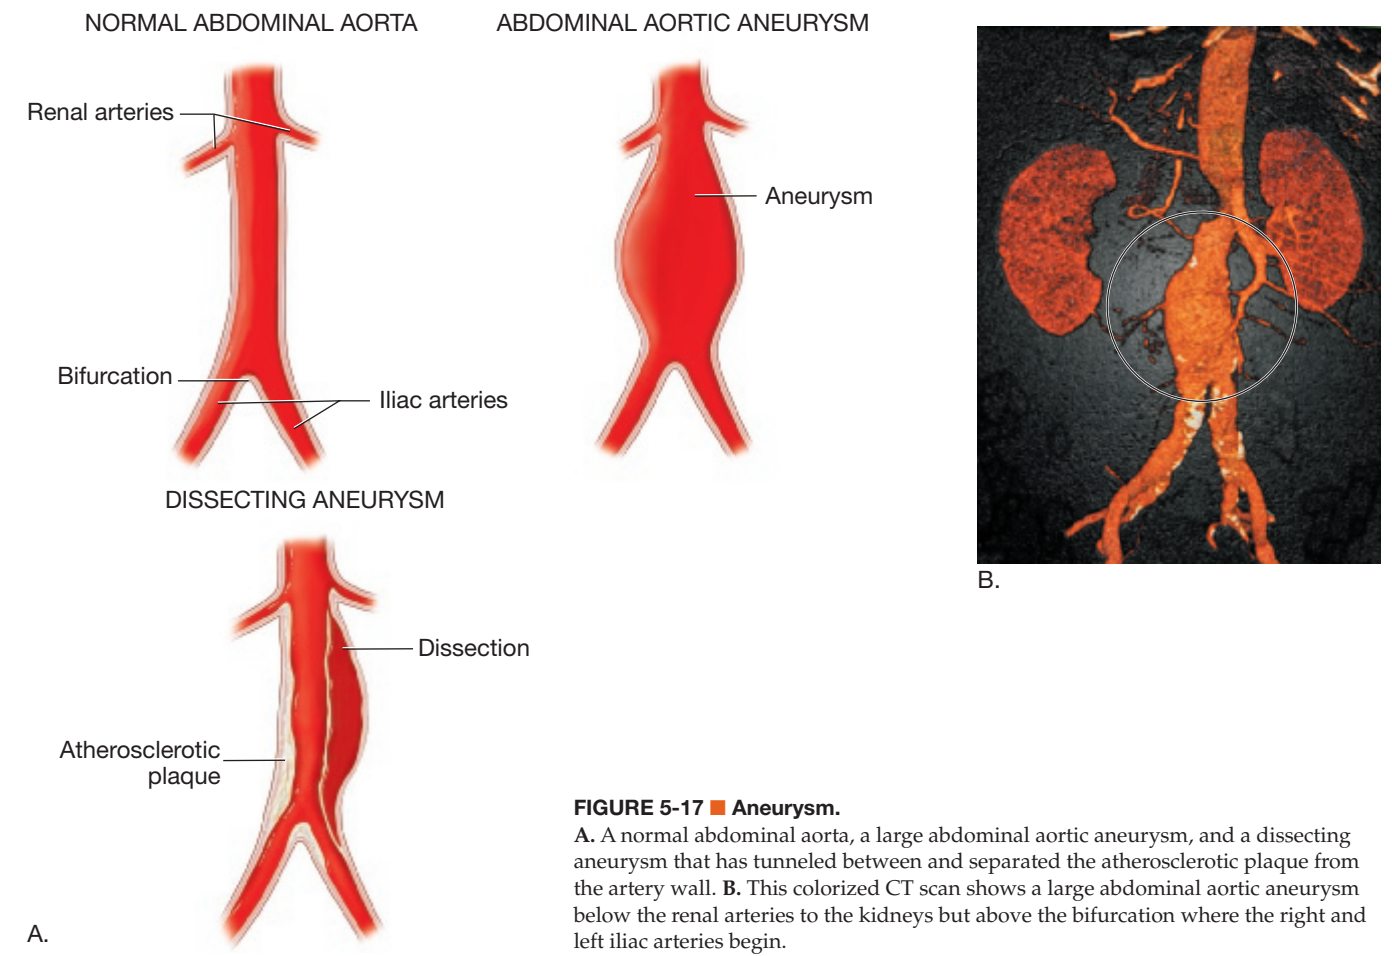 NORMAL ABDOMINAL AORTA
ABDOMINAL AORTIC ANEURYSM
Renal arteries
Aneurysm
Bifurcation
Iliac arteries
DISSECTING ANEURYSM
B.
Dissection
Atherosclerotic
plaque
A.
FIGURE 5-17 ■ Aneurysm.
A. A normal abdominal aorta, a large abdominal aortic aneurysm, and a dissecting
aneurysm that has tunneled between and separated the atherosclerotic plaque from
the artery wall. B. This colorized CT scan shows a large abdominal aortic aneurysm
below the renal arteries to the kidneys but above the bifurcation where the right and
left iliac arteries begin.